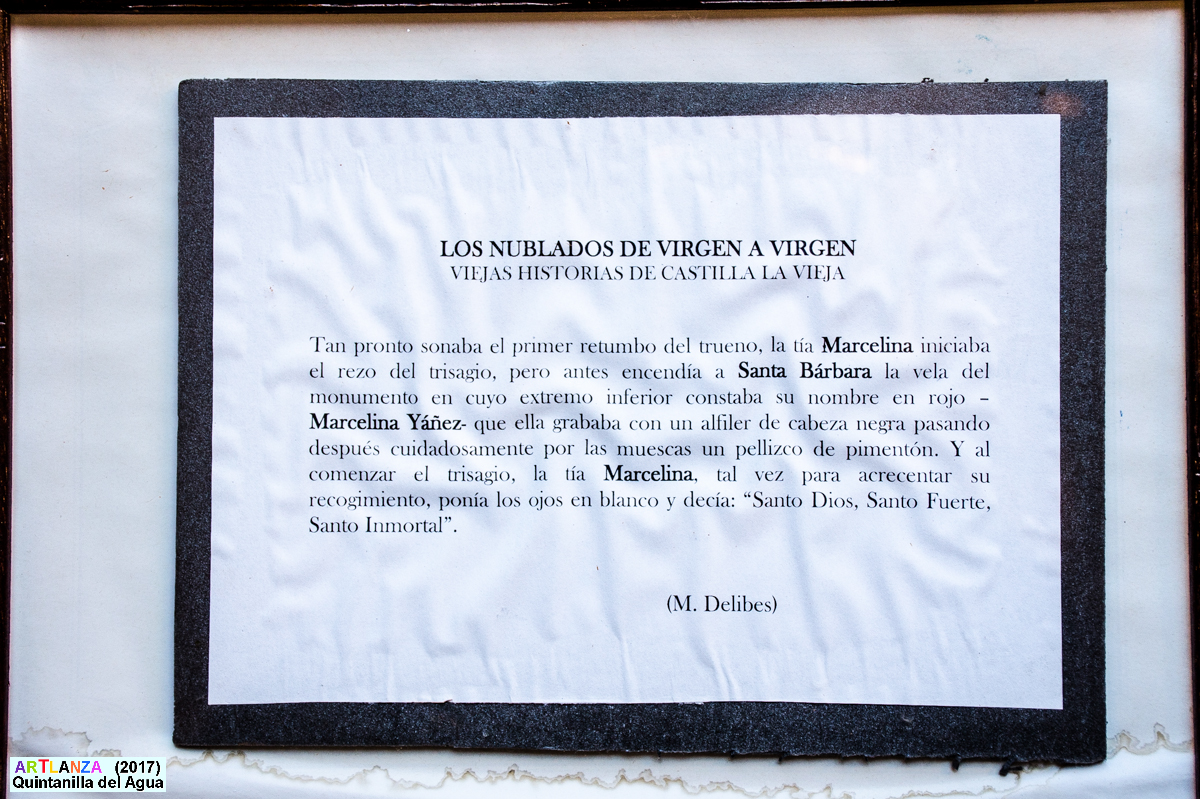 LOS NUBLADOS DE VIRGEN A VIRGEN
VIEJAS HISTORIAS DE CASTILLA LA VIEJA
Tan pronto sonaba el primer retumbo del trueno, la tía Marcelina iniciaba
el rezo del trisagio, pero antes encendía a Santa Bárbara la vela del
monumento en cuyo extremo inferior constaba su nombre en rojo –
Marcelina Yáñez- que ella grababa con un alfiler de cabeza negra pasando
después cuidadosamente por las muescas un pellizco de pimentón. Y al
comenzar el trisagio, la tía Marcelina, tal vez para acrecentar su
recogimiento, ponía los ojos en blanco y decía: “Santo Dios, Santo Fuerte,
Santo Inmortal”.
(M. Delibes)
ARTLANZA (2017)
Quintanilla del Agua